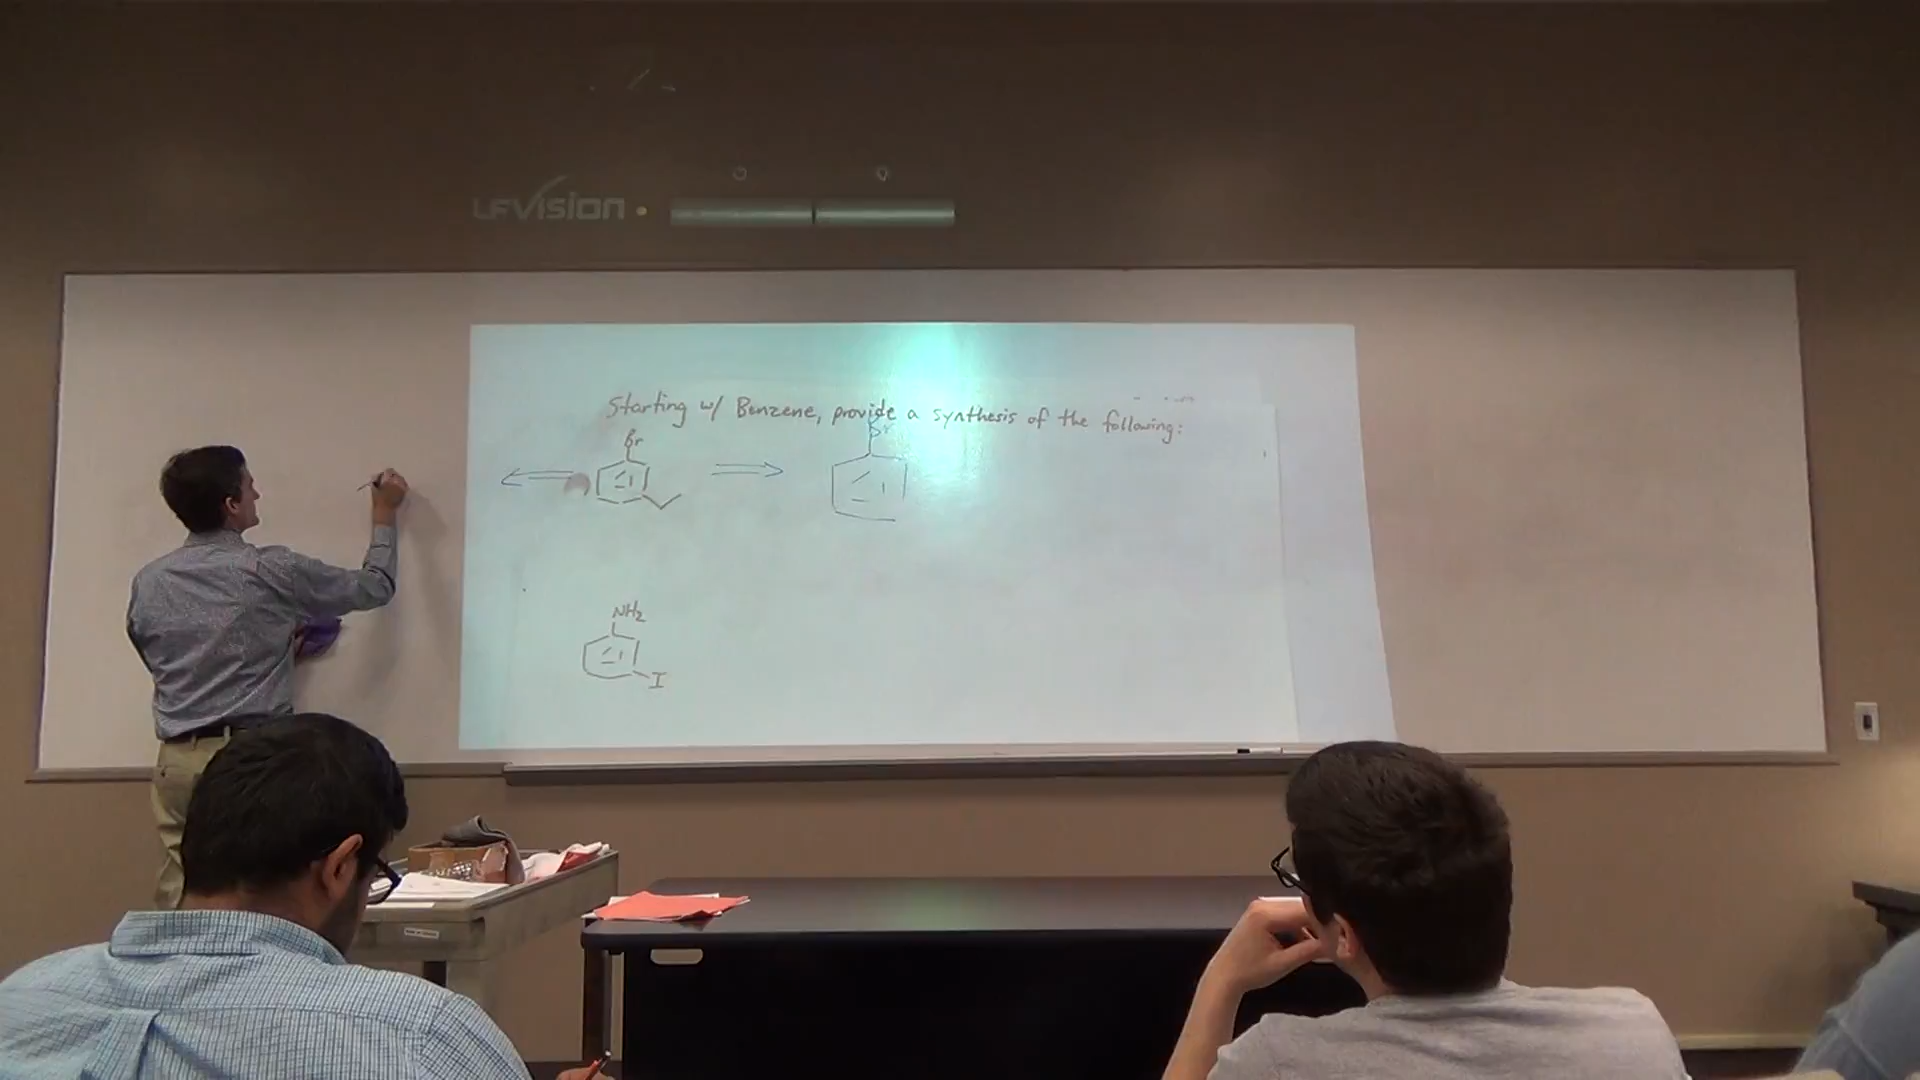 UFVision
Starting w/ Benzene, provide a synthesis of the following:
Br
Br
NH₂
I